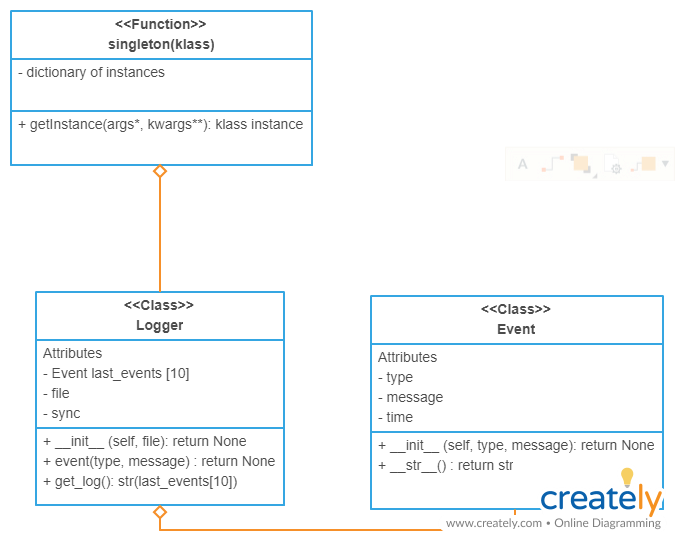 <<Function>>
singleton(klass)
- dictionary of instances
+ getInstance(args*, kwargs**): klass instance
A
<<Class>>
Logger
Attributes
- Event last_events [10]
- file
- sync
+ __init__ (self, file): return None
+ event(type, message) : return None
+ get_log(): str(last_events[10])
<<Class>>
Event
Attributes
- type
- message
- time
+ __init__ (self, type, message): return None
+ __str__() : return str
creately
www.creately.com • Online Diagramming